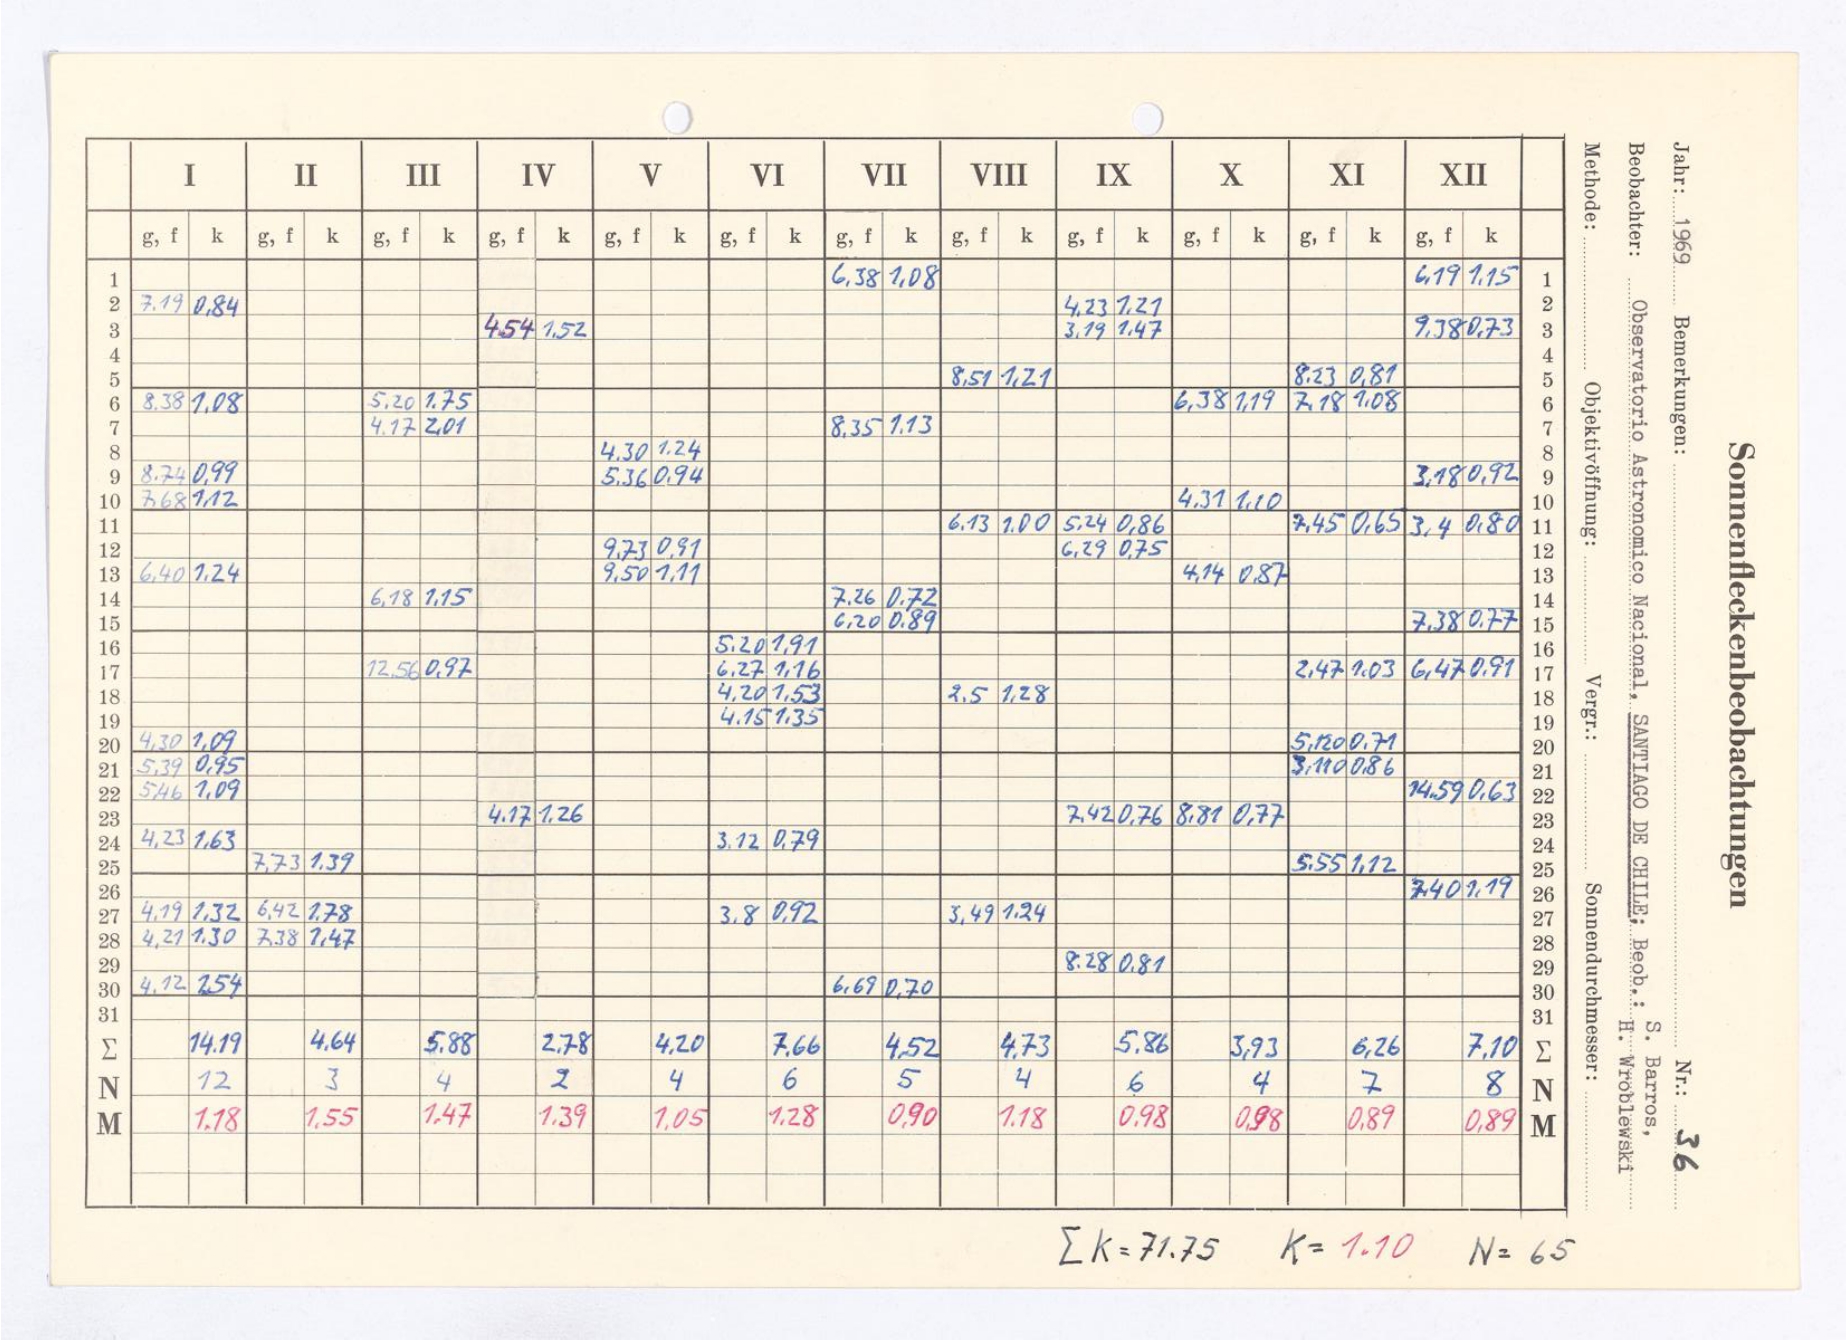 I II III IV V VI VII VIII IX X XI XII
g, f k g, f k g, f k g, f k g, f k g, f k g, f k g, f k g, f k g, f k g, f k g, f k
1 6,38 1,08 6,19 1,15 1
2 7.19 0,84 4,23 1,21 2
3 4.54 1,52 3,19 1,47 9,38 0,73 3
4 4
5 8,51 1,21 8.23 0,81 5
6 8.38 1,08 5,20 1.75 6,38 1,19 7,18 1,08 6
7 4.17 2,01 8,35 1.13 7
8 4.30 1.24 8
9 8.74 0,99 5,36 0,94 3,18 0,92 9
10 7,68 1,12 4,31 1,10 10
11 6.13 1.00 5,24 0,86 7,45 0,65 3,4 0,80 11
12 9,73 0,91 6,29 0,75 12
13 6,40 1,24 9,50 1,11 4,14 0,87 13
14 6,18 1,15 7.26 0.72 14
15 6,20 0.89 7,38 0.77 15
16 5.20 1,91 16
17 12.56 0,97 6,27 1,16 2,47 1.03 6,47 0,91 17
18 4,20 1,53 2.5 1,28 18
19 4.15 1.35 19
20 4,30 1,09 5,120 0.71 20
21 5.39 0,95 3,110 0.86 21
22 5,46 1,09 14.59 0,63 22
23 4.17 1.26 7,42 0,76 8,81 0,77 23
24 4,23 1,63 3.12 0,79 24
25 7,73 1.39 5.55 1,12 25
26 7.40 1,19 26
27 4,19 1,32 6,42 1.78 3.8 0,92 3,49 1.24 27
28 4,21 1.30 7.38 1,47 28
29 8.28 0.81 29
30 4.12 2.54 6,69 0,70 30
31 31
Σ 14.19 4.64 5.88 2,78 4,20 7.66 4,52 4,73 5.86 3,93 6,26 7,10 Σ
N 12 3 4 2 4 6 5 4 6 4 7 8 N
M 1.18 1,55 1.47 1.39 1,05 1.28 0,90 1.18 0,98 0,98 0,89 0,89 M
Σ K = 71.75 K = 1.10 N = 65
Sonnenfleckenbeobachtungen
Jahr: 1969 Bemerkungen: Nr.: 36
Beobachter: Observatorio Astronomico Nacional, SANTIAGO DE CHILE; Beob.: S. Barros,
H. Wroblewski
Methode: Objektivöffnung: Vergr.: Sonnendurchmesser: